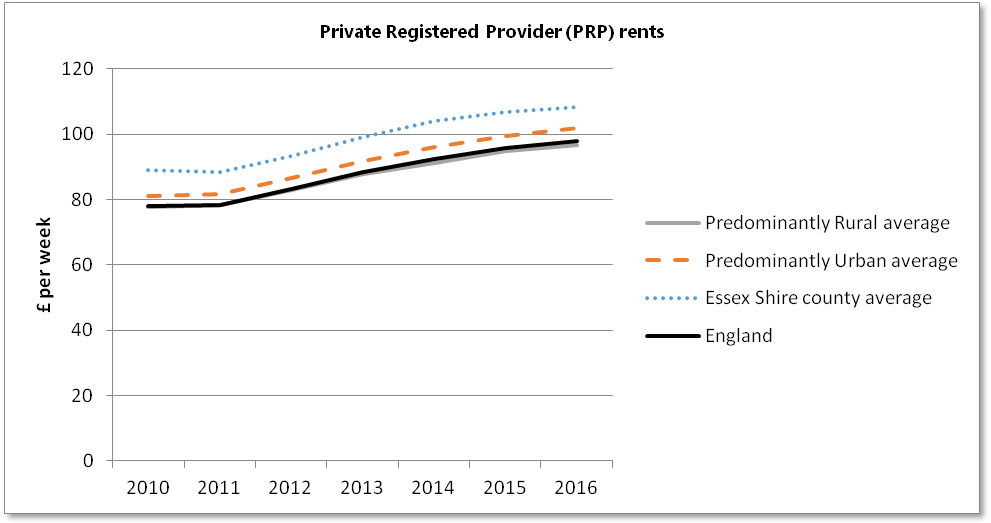 Private Registered Provider (PRP) rents
£ per week
120
100
80
60
40
20
0
2010 2011 2012 2013 2014 2015 2016
Predominantly Rural average
Predominantly Urban average
Essex Shire county average
England